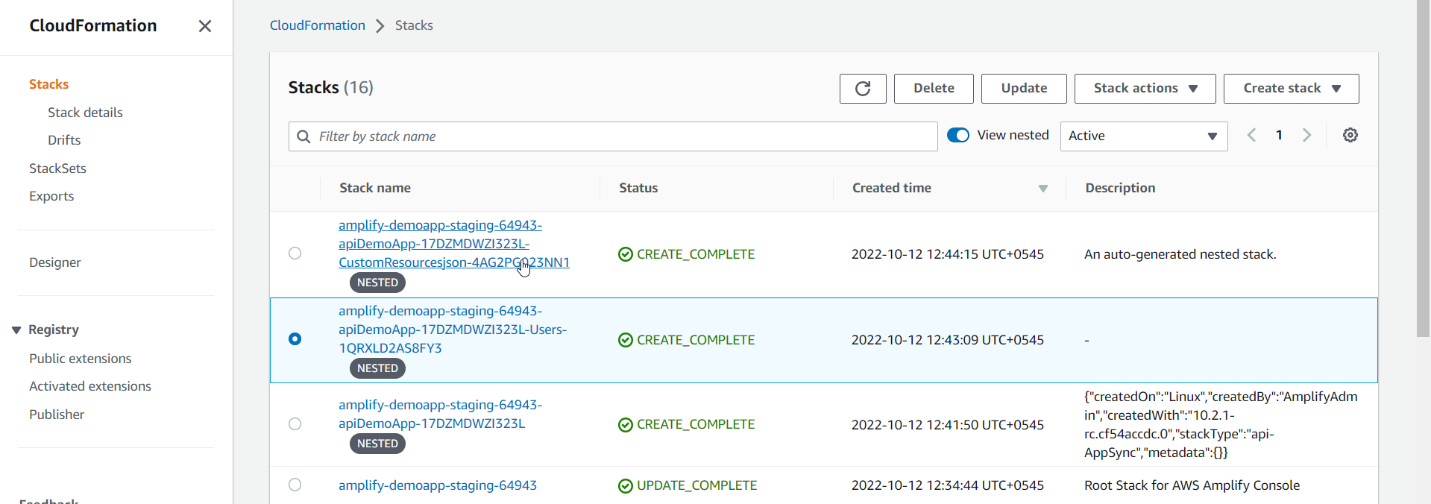 CloudFormation
CloudFormation > Stacks
Stacks
Stack details
Drifts
StackSets
Exports
Designer
Registry
Public extensions
Activated extensions
Publisher
Feedback
Stacks (16)
Delete
Update
Stack actions
Create stack
Filter by stack name
View nested
Active
1
Stack name Status Created time Description
amplify-demoapp-staging-64943-
apiDemoApp-17DZMDWZI323L-
CustomResourcesjson-4AG2PG023NN1
NESTED
CREATE_COMPLETE
2022-10-12 12:44:15 UTC+0545
An auto-generated nested stack.
amplify-demoapp-staging-64943-
apiDemoApp-17DZMDWZI323L-Users-
1QRXLD2AS8FY3
NESTED
CREATE_COMPLETE
2022-10-12 12:43:09 UTC+0545
-
amplify-demoapp-staging-64943-
apiDemoApp-17DZMDWZI323L
NESTED
CREATE_COMPLETE
2022-10-12 12:41:50 UTC+0545
{"createdOn":"Linux","createdBy":"AmplifyAdm
in","createdWith":"10.2.1-
rc.cf54accdc.0","stackType":"api-
AppSync","metadata":{}}
amplify-demoapp-staging-64943
UPDATE_COMPLETE
2022-10-12 12:34:44 UTC+0545
Root Stack for AWS Amplify Console